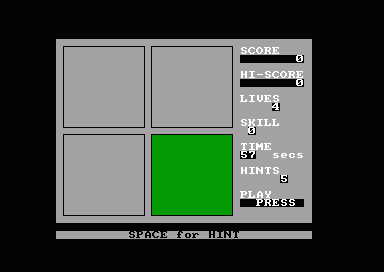 SCORE
0
HI-SCORE
0
LIVES
4
SKILL
0
TIME
57 secs
HINTS
5
PLAY
PRESS
SPACE for HINT